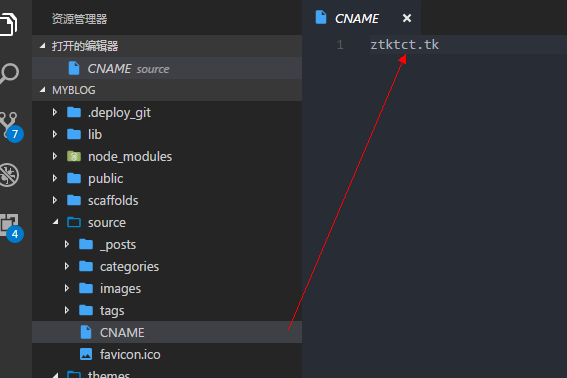 资源管理器
打开的编辑器
CNAME source
MYBLOG
.deploy_git
lib
node_modules
public
scaffolds
source
_posts
categories
images
tags
CNAME
favicon.ico
themes
7
4
CNAME
1 ztktct.tk